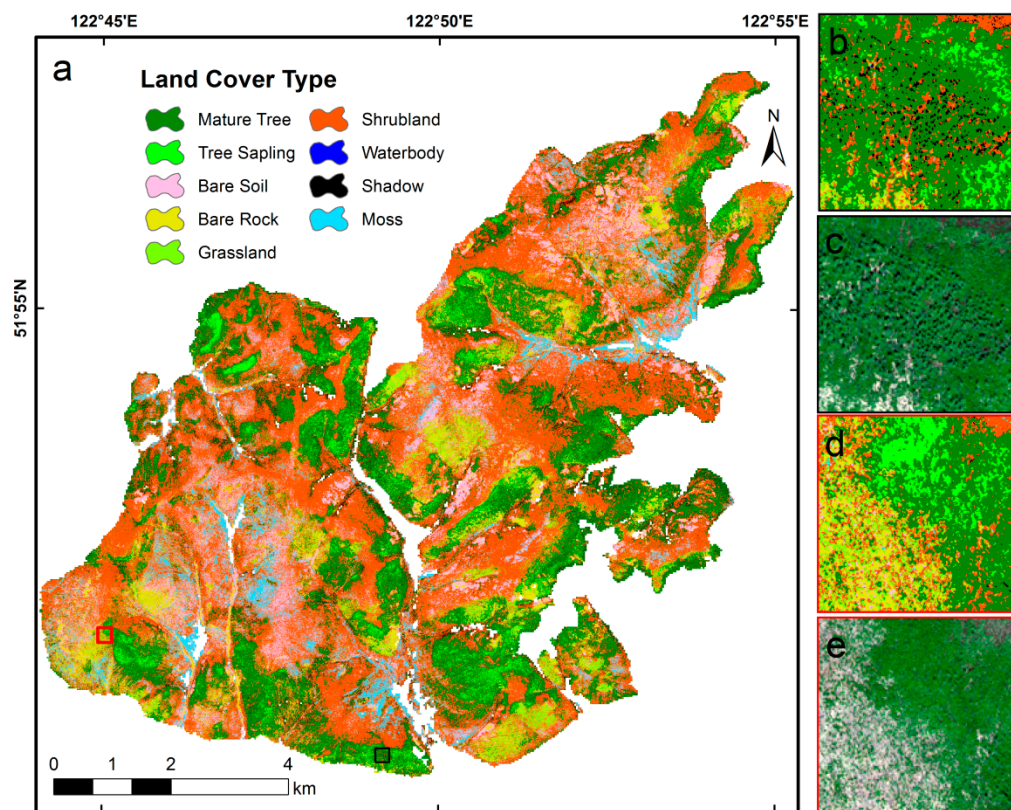 122°45'E 122°50'E 122°55'E
a
Land Cover Type
Mature Tree Shrubland
Tree Sapling Waterbody
Bare Soil Shadow
Bare Rock Moss
Grassland
N
51°55'N
0 1 2 4
km
b
c
d
e